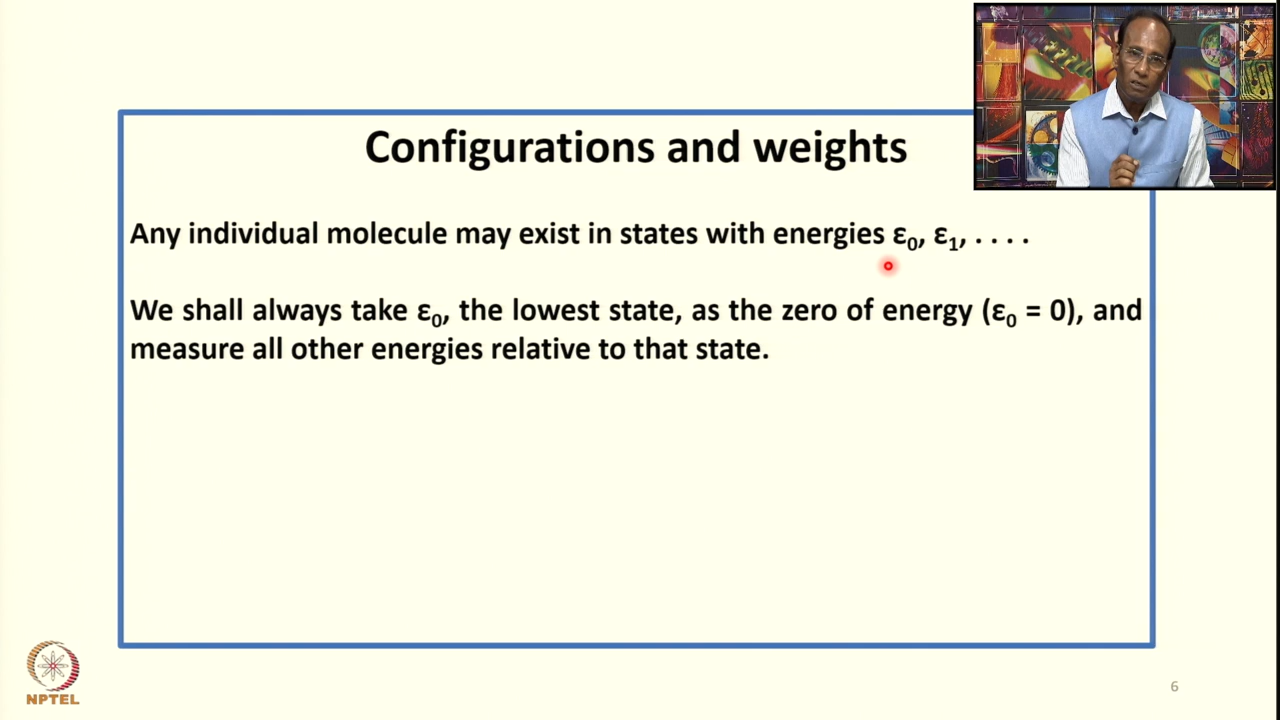 Configurations and weights
Any individual molecule may exist in states with energies ε₀, ε₁, . . . .
We shall always take ε₀, the lowest state, as the zero of energy (ε₀ = 0), and
measure all other energies relative to that state.
NPTEL
6